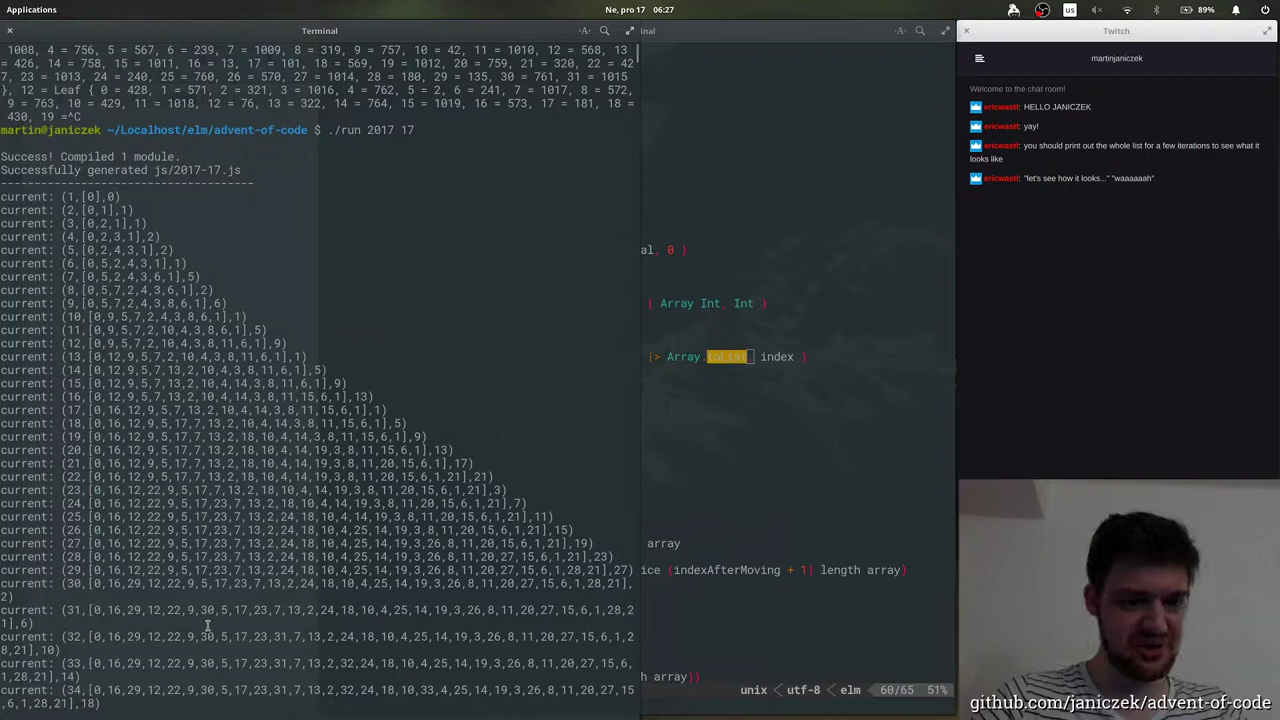 Applications
Ne, pro 17   06:27
us
89%
Terminal
nal
Twitch
martinjaniczek
1008, 4 = 756, 5 = 567, 6 = 239, 7 = 1009, 8 = 319, 9 = 757, 10 = 42, 11 = 1010, 12 = 568, 13
= 426, 14 = 758, 15 = 1011, 16 = 13, 17 = 101, 18 = 569, 19 = 1012, 20 = 759, 21 = 320, 22 = 42
7, 23 = 1013, 24 = 240, 25 = 760, 26 = 570, 27 = 1014, 28 = 180, 29 = 135, 30 = 761, 31 = 1015
}, 12 = Leaf { 0 = 428, 1 = 571, 2 = 321, 3 = 1016, 4 = 762, 5 = 1017, 6 = 181, 7 = 1017, 8 = 572,
9 = 763, 10 = 429, 11 = 1018, 12 = 76, 13 = 322, 14 = 764, 15 = 1019, 16 = 573, 17 = 181, 18 =
430, 19 =^C
martin@janiczek ~/Localhost/elm/advent-of-code $ ./run 2017 17
Success! Compiled 1 module.
Successfully generated js/2017-17.js
--------------------------------------
current: (1,[0],0)
current: (2,[0,1],1)
current: (3,[0,2,1],1)
current: (4,[0,2,3,1],2)
current: (5,[0,2,4,3,1],2)
current: (6,[0,5,2,4,3,1],1)
current: (7,[0,5,2,4,3,6,1],5)
current: (8,[0,5,7,2,4,3,6,1],2)
current: (9,[0,5,7,2,4,3,8,6,1],6)
current: (10,[0,9,5,7,2,4,3,8,6,1],1)
current: (11,[0,9,5,7,2,10,4,3,8,6,1],5)
current: (12,[0,9,5,7,2,10,4,3,8,11,6,1],9)
current: (13,[0,12,9,5,7,2,10,4,3,8,11,6,1],1)
current: (14,[0,12,9,5,7,13,2,10,4,3,8,11,6,1],5)
current: (15,[0,12,9,5,7,13,2,10,4,14,3,8,11,6,1],9)
current: (16,[0,12,9,5,7,13,2,10,4,14,3,8,11,15,6,1],13)
current: (17,[0,16,12,9,5,7,13,2,10,4,14,3,8,11,15,6,1],1)
current: (18,[0,16,12,9,5,17,7,13,2,10,4,14,3,8,11,15,6,1],5)
current: (19,[0,16,12,9,5,17,7,13,2,18,10,4,14,3,8,11,15,6,1],9)
current: (20,[0,16,12,9,5,17,7,13,2,18,10,4,14,19,3,8,11,15,6,1],13)
current: (21,[0,16,12,9,5,17,7,13,2,18,10,4,14,19,3,8,11,20,15,6,1],17)
current: (22,[0,16,12,9,5,17,7,13,2,18,10,4,14,19,3,8,11,20,15,6,1,21],21)
current: (23,[0,16,12,22,9,5,17,7,13,2,18,10,4,14,19,3,8,11,20,15,6,1,21],3)
current: (24,[0,16,12,22,9,5,17,23,7,13,2,18,10,4,14,19,3,8,11,20,15,6,1,21],7)
current: (25,[0,16,12,22,9,5,17,23,7,13,2,24,18,10,4,14,19,3,8,11,20,15,6,1,21],11)
current: (26,[0,16,12,22,9,5,17,23,7,13,2,24,18,10,4,25,14,19,3,8,11,20,15,6,1,21],15)
current: (27,[0,16,12,22,9,5,17,23,7,13,2,24,18,10,4,25,14,19,3,26,8,11,20,15,6,1,21],19)
current: (28,[0,16,12,22,9,5,17,23,7,13,2,24,18,10,4,25,14,19,3,26,8,11,20,27,15,6,1,21],23)
current: (29,[0,16,12,22,9,5,17,23,7,13,2,24,18,10,4,25,14,19,3,26,8,11,20,27,15,6,1,28,21],27)
current: (30,[0,16,29,12,22,9,5,17,23,7,13,2,24,18,10,4,25,14,19,3,26,8,11,20,27,15,6,1,28,21],
2)
current: (31,[0,16,29,12,22,9,30,5,17,23,7,13,2,24,18,10,4,25,14,19,3,26,8,11,20,27,15,6,1,28,2
1],6)
current: (32,[0,16,29,12,22,9,30,5,17,23,31,7,13,2,24,18,10,4,25,14,19,3,26,8,11,20,27,15,6,1,2
8,21],10)
current: (33,[0,16,29,12,22,9,30,5,17,23,31,7,13,2,32,24,18,10,4,25,14,19,3,26,8,11,20,27,15,6,
1,28,21],14)
current: (34,[0,16,29,12,22,9,30,5,17,23,31,7,13,2,32,24,18,10,33,4,25,14,19,3,26,8,11,20,27,15
,6,1,28,21],18)
al, 0 )
( Array Int, Int )
|> Array.toList, index )
array
ice (indexAfterMoving + 1) length array)
h array))
unix < utf-8 < elm   60/65   51%
Welcome to the chat room!
ericwastl: HELLO JANICZEK
ericwastl: yay!
ericwastl: you should print out the whole list for a few iterations to see what it
looks like
ericwastl: "let's see how it looks..." "waaaaaah"
github.com/janiczek/advent-of-code